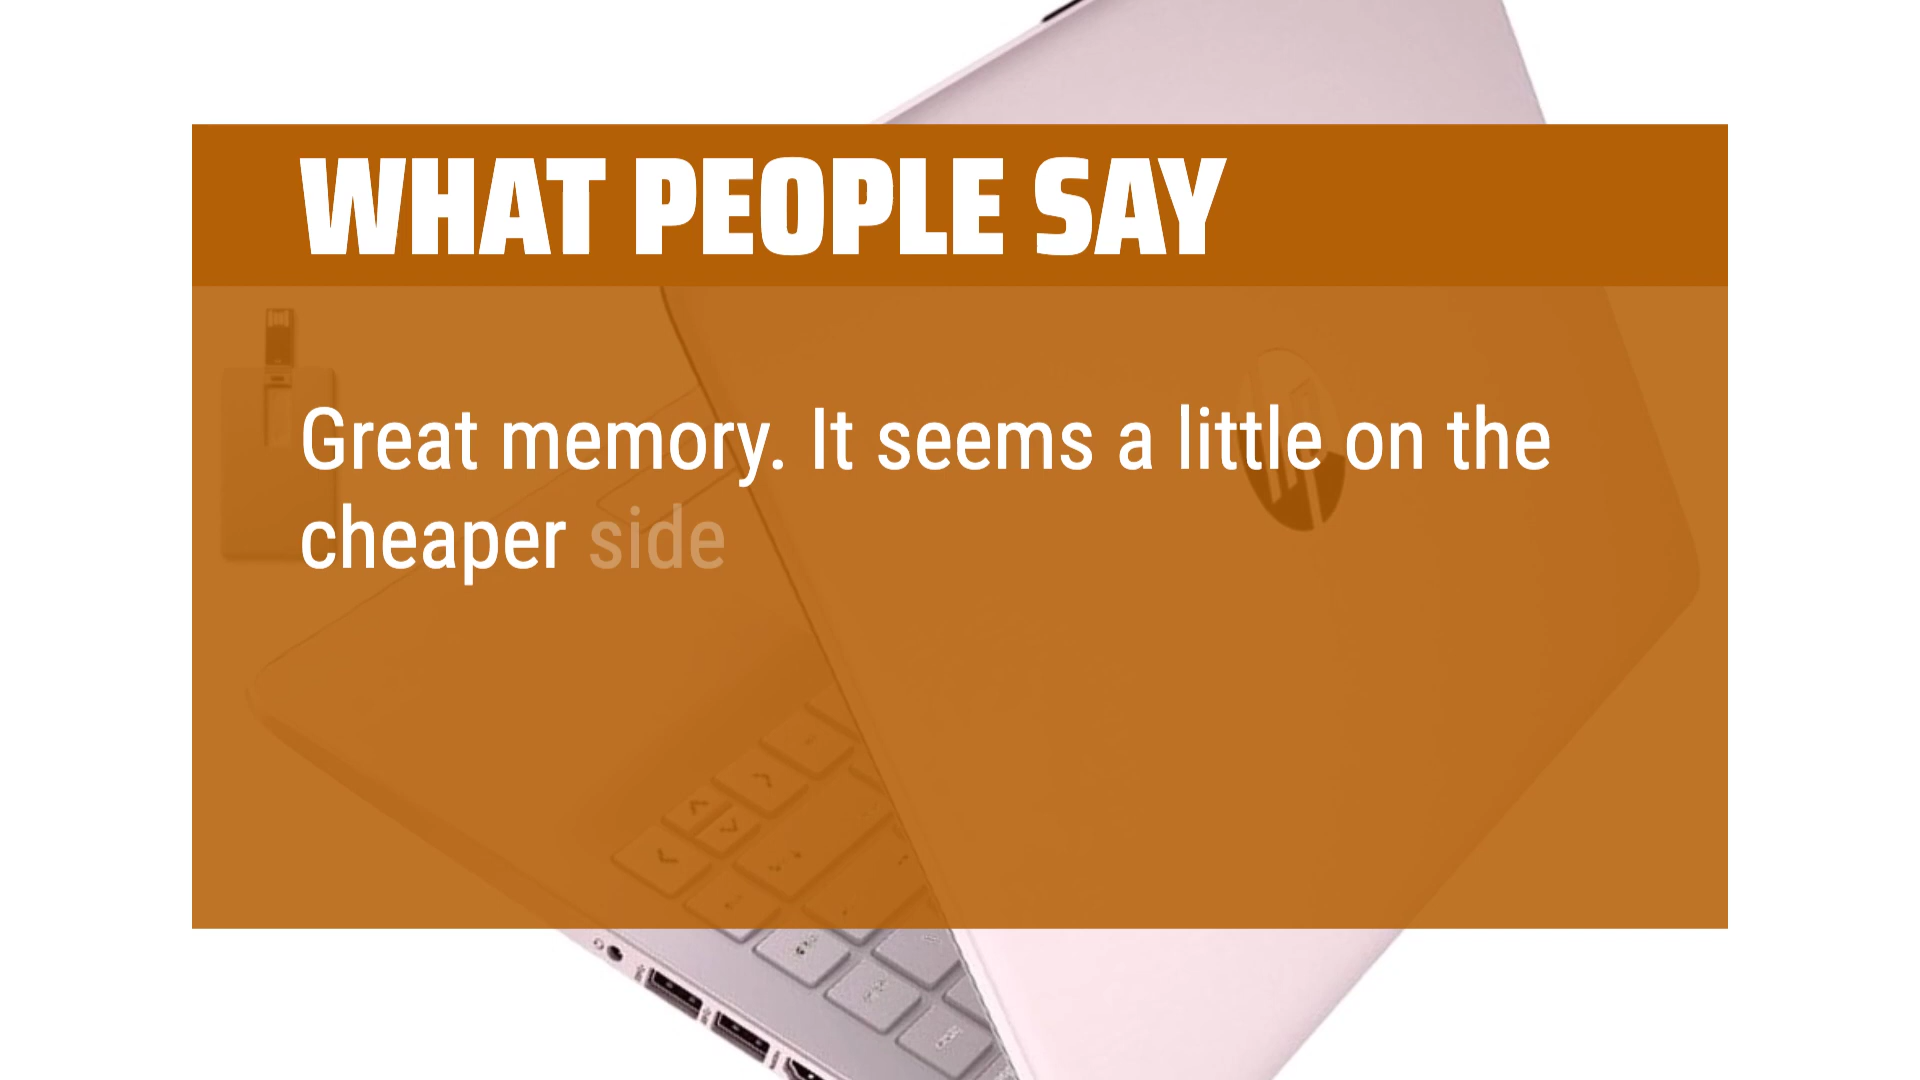 WHAT PEOPLE SAY
Great memory. It seems a little on the
cheaper side